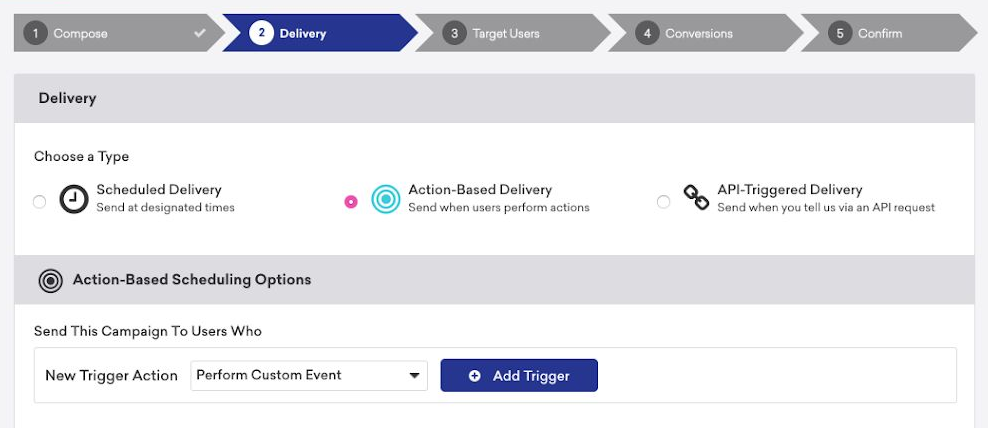 1 Compose 2 Delivery 3 Target Users 4 Conversions 5 Confirm
Delivery
Choose a Type
Scheduled Delivery
Send at designated times
Action-Based Delivery
Send when users perform actions
API-Triggered Delivery
Send when you tell us via an API request
Action-Based Scheduling Options
Send This Campaign To Users Who
New Trigger Action Perform Custom Event Add Trigger